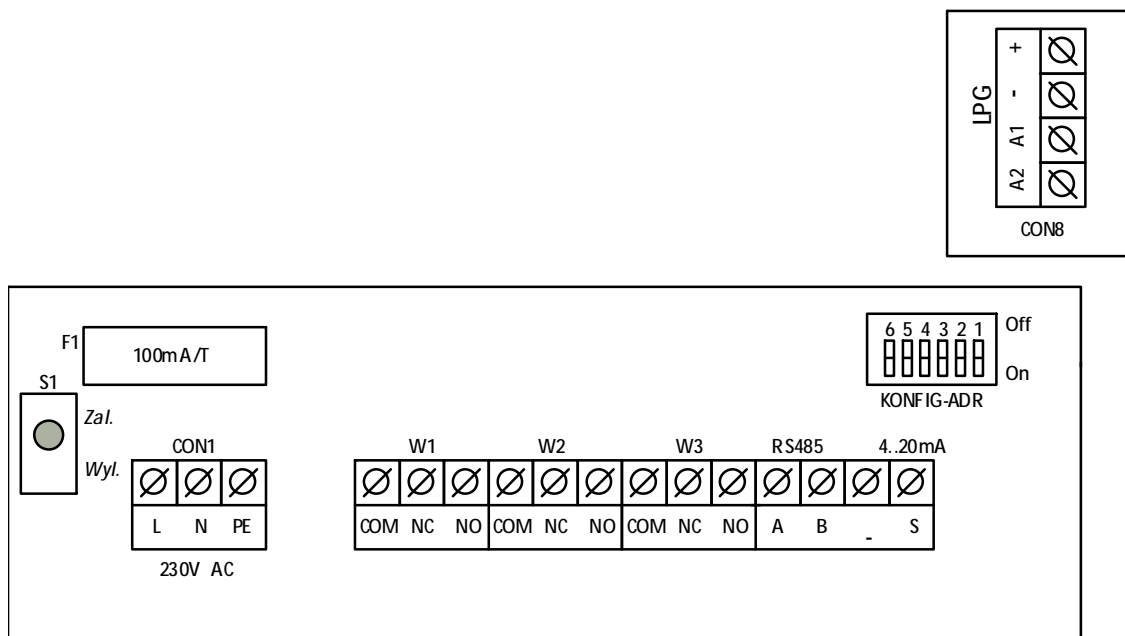 LPG
+
-
A1
A2
CON8
F1
100mA/T
6 5 4 3 2 1
Off
On
KONFIG-ADR
S1
Zal.
Wyl.
CON1
L N PE
230V AC
W1 W2 W3 RS485 4..20mA
COM NC NO COM NC NO COM NC NO A B _ S